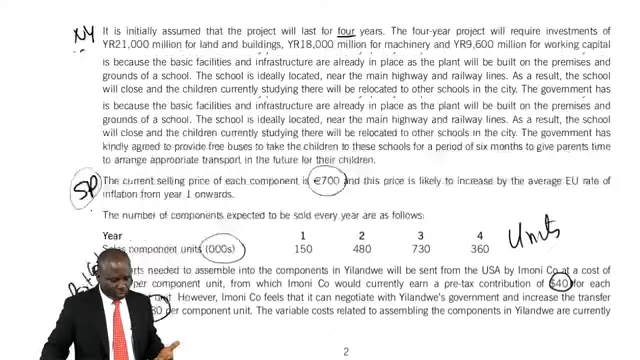 XY It is initially assumed that the project will last for four years. The four-year project will require investments of
YR21,000 million for land and buildings, YR18,000 million for machinery and YR9,600 million for working capital
is because the basic facilities and infrastructure are already in place as the plant will be built on the premises and
grounds of a school. The school is ideally located, near the main highway and railway lines. As a result, the school
will close and the children currently studying there will be relocated to other schools in the city. The government has
is because the basic facilities and infrastructure are already in place as the plant will be built on the premises and
grounds of a school. The school is ideally located, near the main highway and railway lines. As a result, the school
will close and the children currently studying there will be relocated to other schools in the city. The government has
kindly agreed to provide free buses to take the children to these schools for a period of six months to give parents time
to arrange appropriate transport in the future for their children.
SP The current selling price of each component is €700 and this price is likely to increase by the average EU rate of
inflation from year 1 onwards.
The number of components expected to be sold every year are as follows:
Year 1 2 3 4
Sales component units (000s) 150 480 730 360 Units
needed to assemble into the components in Yilandwe will be sent from the USA by Imoni Co at a cost of
per component unit, from which Imoni Co would currently earn a pre-tax contribution of $40 for each
unit However, Imoni Co feels that it can negotiate with Yilandwe's government and increase the transfer
per component unit. The variable costs related to assembling the components in Yilandwe are currently
2